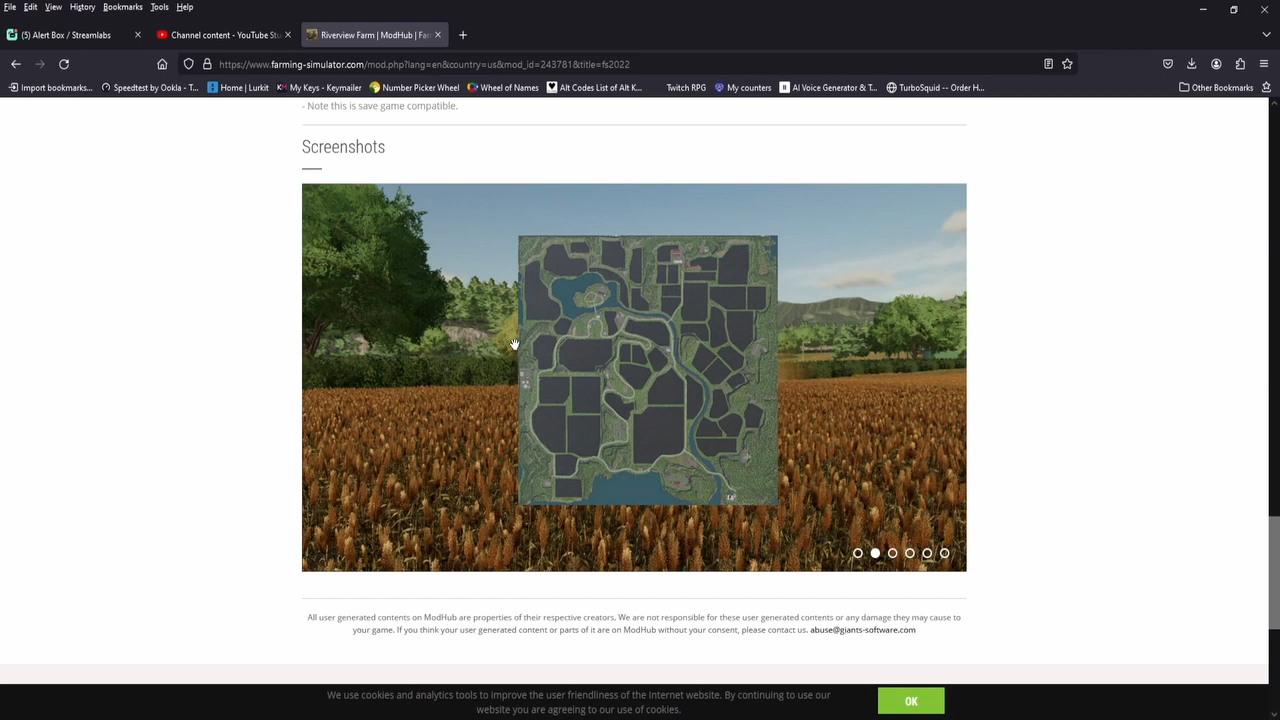 File Edit View History Bookmarks Tools Help
(5) Alert Box / Streamlabs
Channel content - YouTube Stu
Riverview Farm | ModHub | Far
https://www.farming-simulator.com/mod.php?lang=en&country=us&mod_id=243781&title=fs2022
Import bookmarks...
Speedtest by Ookla - T...
Home | Lurkit
My Keys - Keymailer
Number Picker Wheel
Wheel of Names
Alt Codes List of Alt K...
Twitch RPG
My counters
AI Voice Generator & T...
TurboSquid -- Order H...
Other Bookmarks
- Note this is save game compatible.
Screenshots
All user generated contents on ModHub are properties of their respective creators. We are not responsible for these user generated contents or any damage they may cause to
your game. If you think your user generated content or parts of it are on ModHub without your consent, please contact us. abuse@giants-software.com
We use cookies and analytics tools to improve the user friendliness of the Internet website. By continuing to use our
website you are agreeing to our use of cookies.
OK